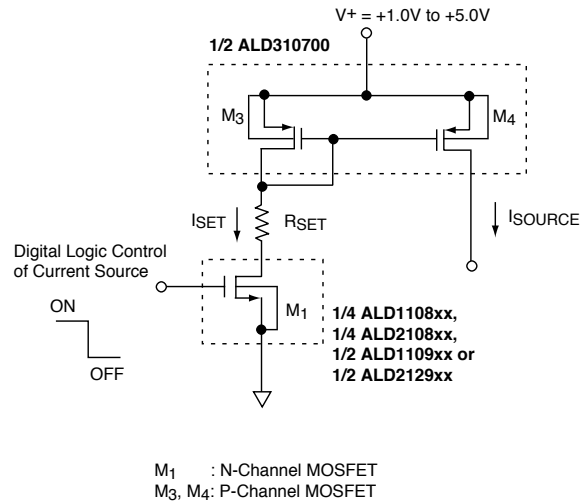 V+ = +1.0V to +5.0V
1/2 ALD310700
M3
M4
ISET
RSET
ISOURCE
Digital Logic Control
of Current Source
ON
OFF
M1
1/4 ALD1108xx,
1/4 ALD2108xx,
1/2 ALD1109xx or
1/2 ALD2129xx
M1 : N-Channel MOSFET
M3, M4: P-Channel MOSFET